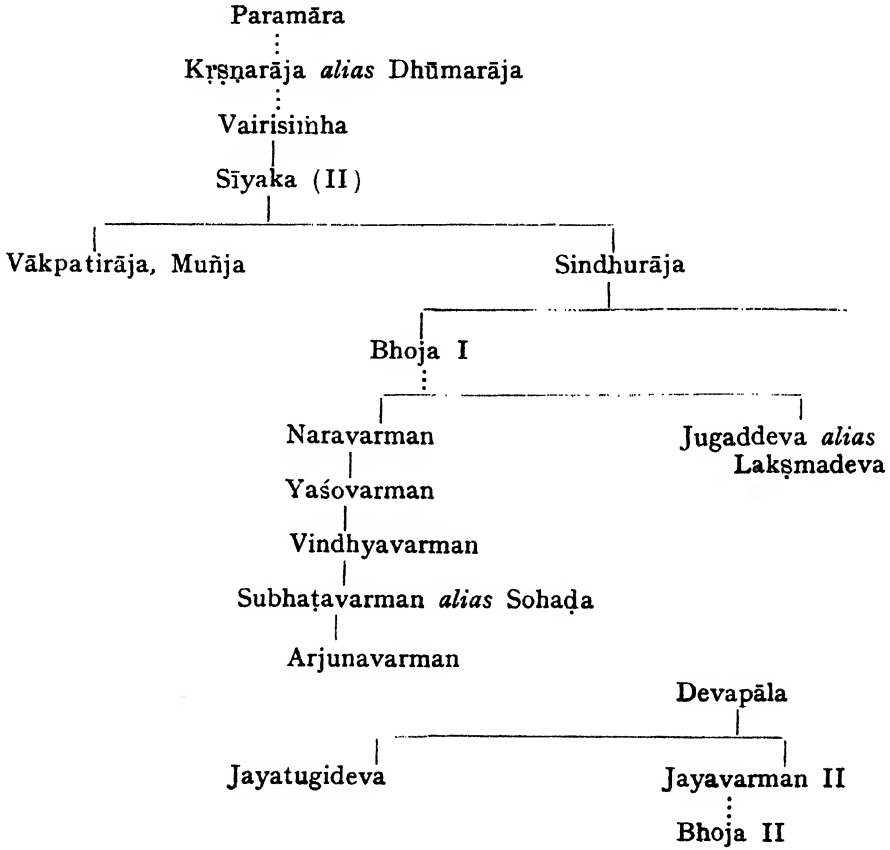 Paramāra
Kṛṣṇarāja alias Dhūmarāja
Vairisiṁha
Sīyaka (II)
Vākpatirāja, Muñja Sindhurāja
Bhoja I
Naravarman Jugaddeva alias
Lakṣmadeva
Yaśovarman
Vindhyavarman
Subhaṭavarman alias Sohaḍa
Arjunavarman
Devapāla
Jayatugideva Jayavarman II
Bhoja II